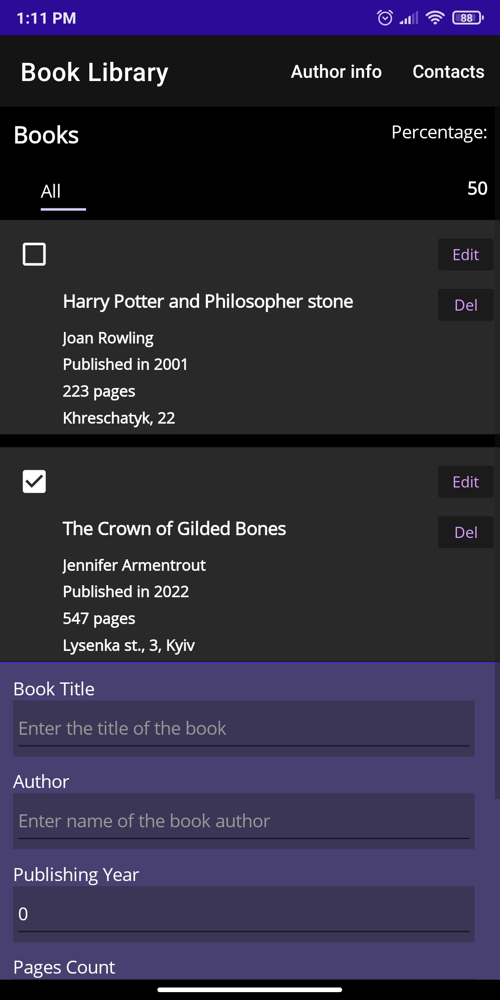 1:11 PM
88
Book Library
Author info
Contacts
Books
Percentage:
All
50
Edit
Harry Potter and Philosopher stone
Del
Joan Rowling
Published in 2001
223 pages
Khreschatyk, 22
Edit
The Crown of Gilded Bones
Del
Jennifer Armentrout
Published in 2022
547 pages
Lysenka st., 3, Kyiv
Book Title
Enter the title of the book
Author
Enter name of the book author
Publishing Year
0
Pages Count